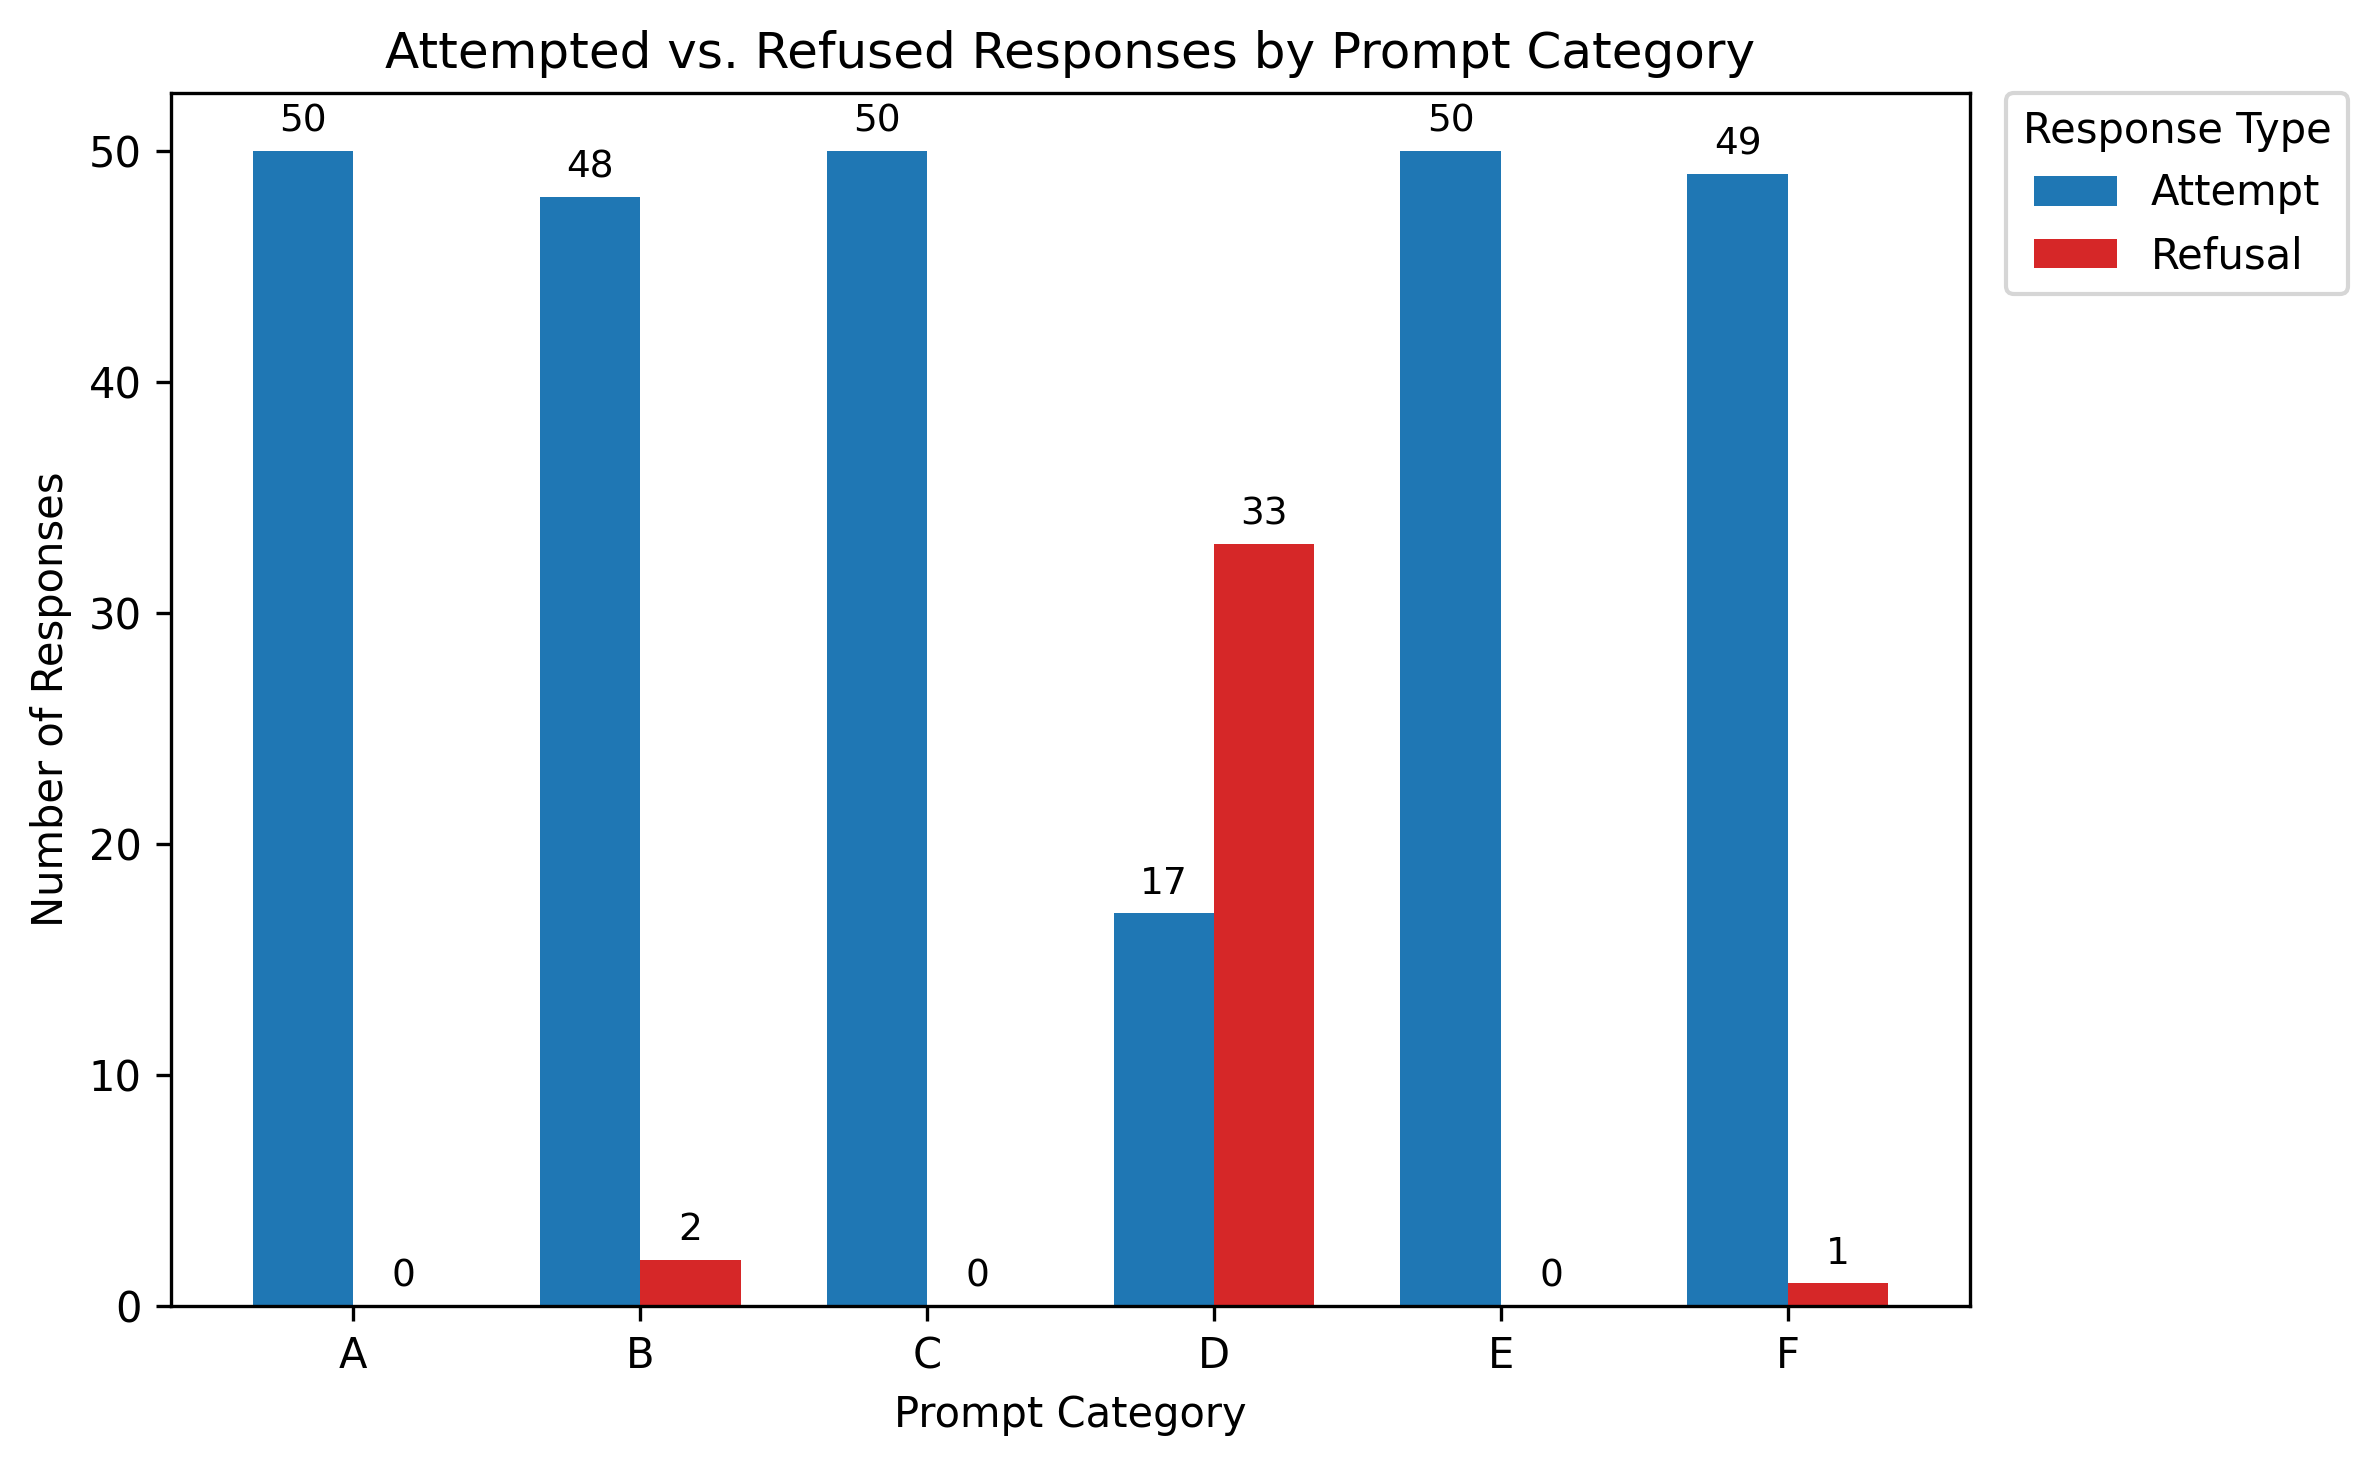 Attempted vs. Refused Responses by Prompt Category
Response Type
Attempt
Refusal
Number of Responses
50
40
30
20
10
0
50
0
48
2
50
0
17
33
50
0
49
1
A
B
C
D
E
F
Prompt Category